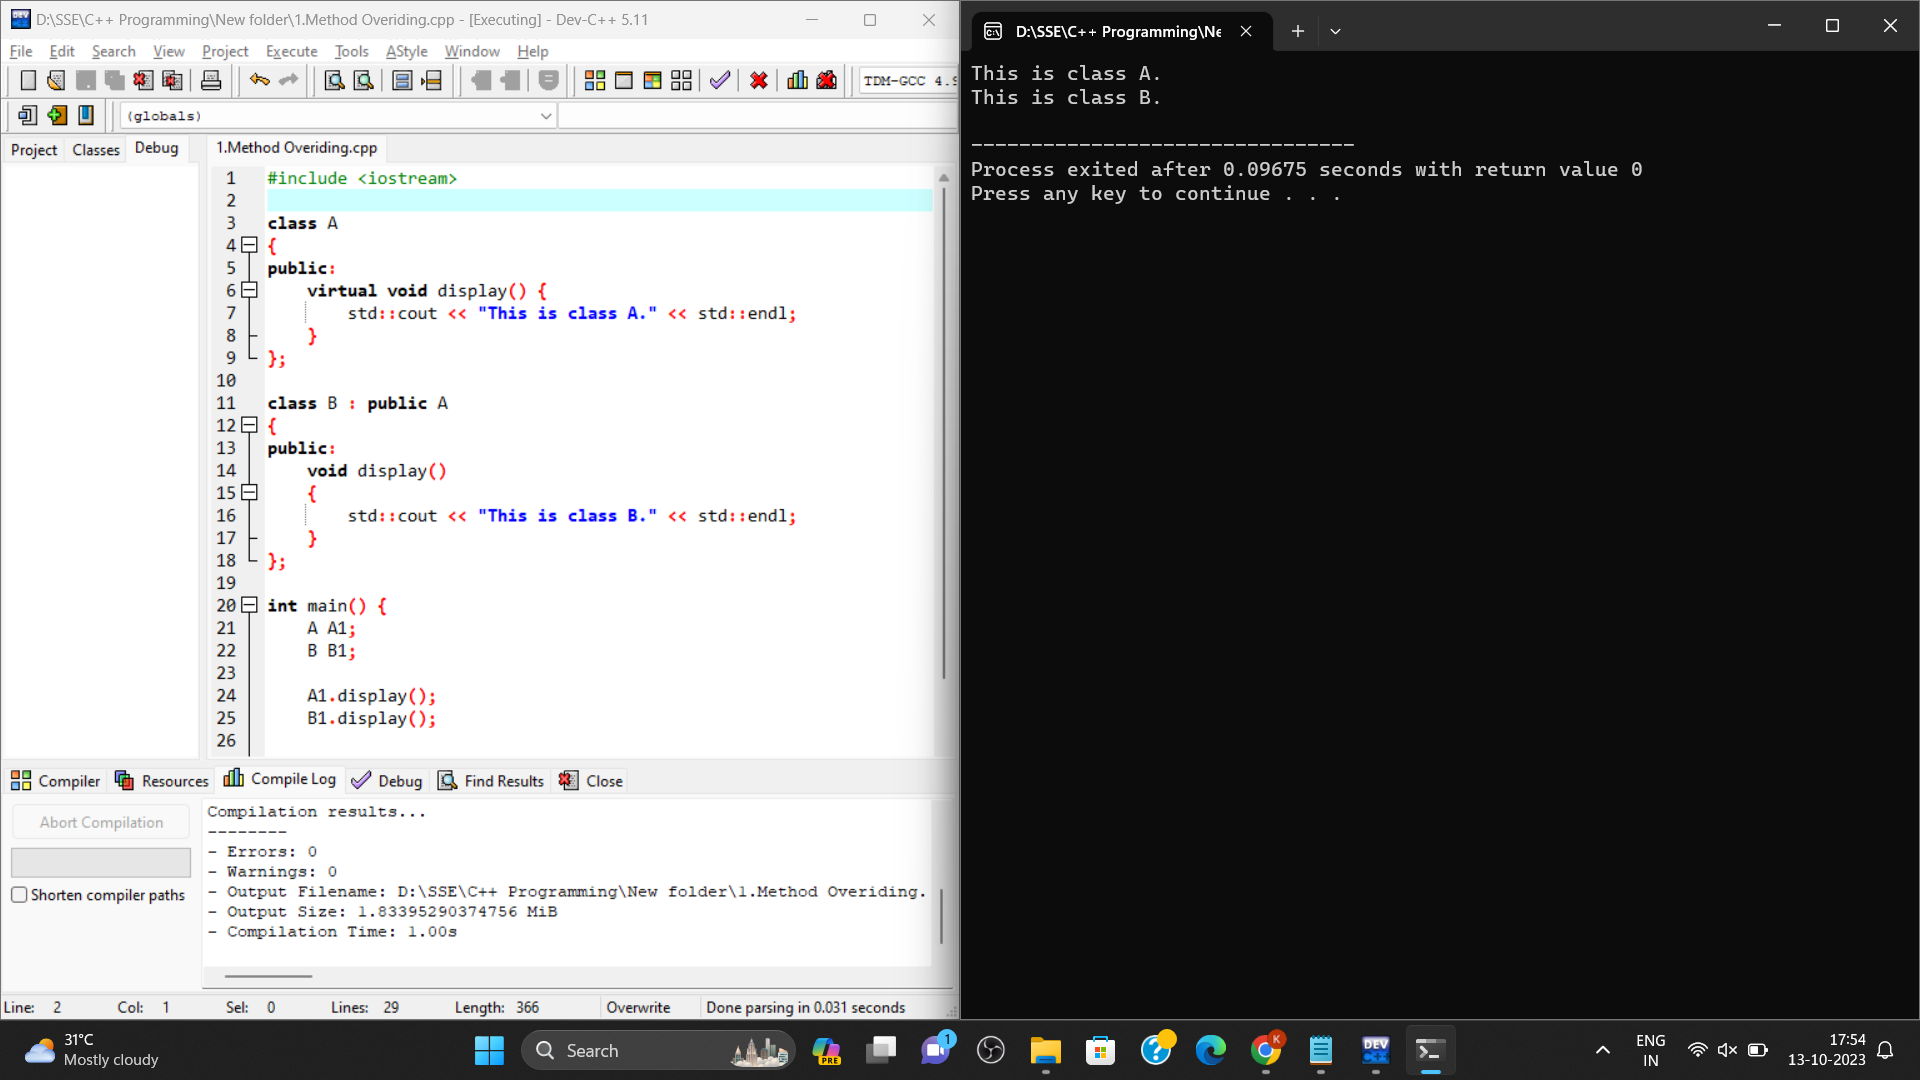 D:\SSE\C++ Programming\New folder\1.Method Overiding.cpp - [Executing] - Dev-C++ 5.11
File Edit Search View Project Execute Tools AStyle Window Help
TDM-GCC 4.9
(globals)
Project Classes Debug
1.Method Overiding.cpp
1 #include <iostream>
2
3 class A
4 {
5 public:
6 virtual void display() {
7 std::cout << "This is class A." << std::endl;
8 }
9 };
10
11 class B : public A
12 {
13 public:
14 void display()
15 {
16 std::cout << "This is class B." << std::endl;
17 }
18 };
19
20 int main() {
21 A A1;
22 B B1;
23
24 A1.display();
25 B1.display();
26
Compiler Resources Compile Log Debug Find Results Close
Abort Compilation
Shorten compiler paths
Compilation results...
--------
- Errors: 0
- Warnings: 0
- Output Filename: D:\SSE\C++ Programming\New folder\1.Method Overiding.
- Output Size: 1.83395290374756 MiB
- Compilation Time: 1.00s
Line: 2 Col: 1 Sel: 0 Lines: 29 Length: 366 Overwrite Done parsing in 0.031 seconds
D:\SSE\C++ Programming\Ne
This is class A.
This is class B.
--------------------------------
Process exited after 0.09675 seconds with return value 0
Press any key to continue . . .
31°C
Mostly cloudy
Search
PRE
1
K
DEV
C++
ENG
IN
17:54
13-10-2023